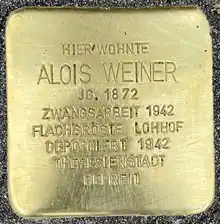 HIER WOHNTE
ALOIS WEINER
JG. 1872
ZWANGSARBEIT 1942
FLACHSRÖSTE LOHHOF
DEPORTIERT 1942
THERESIENSTADT
BEFREIT